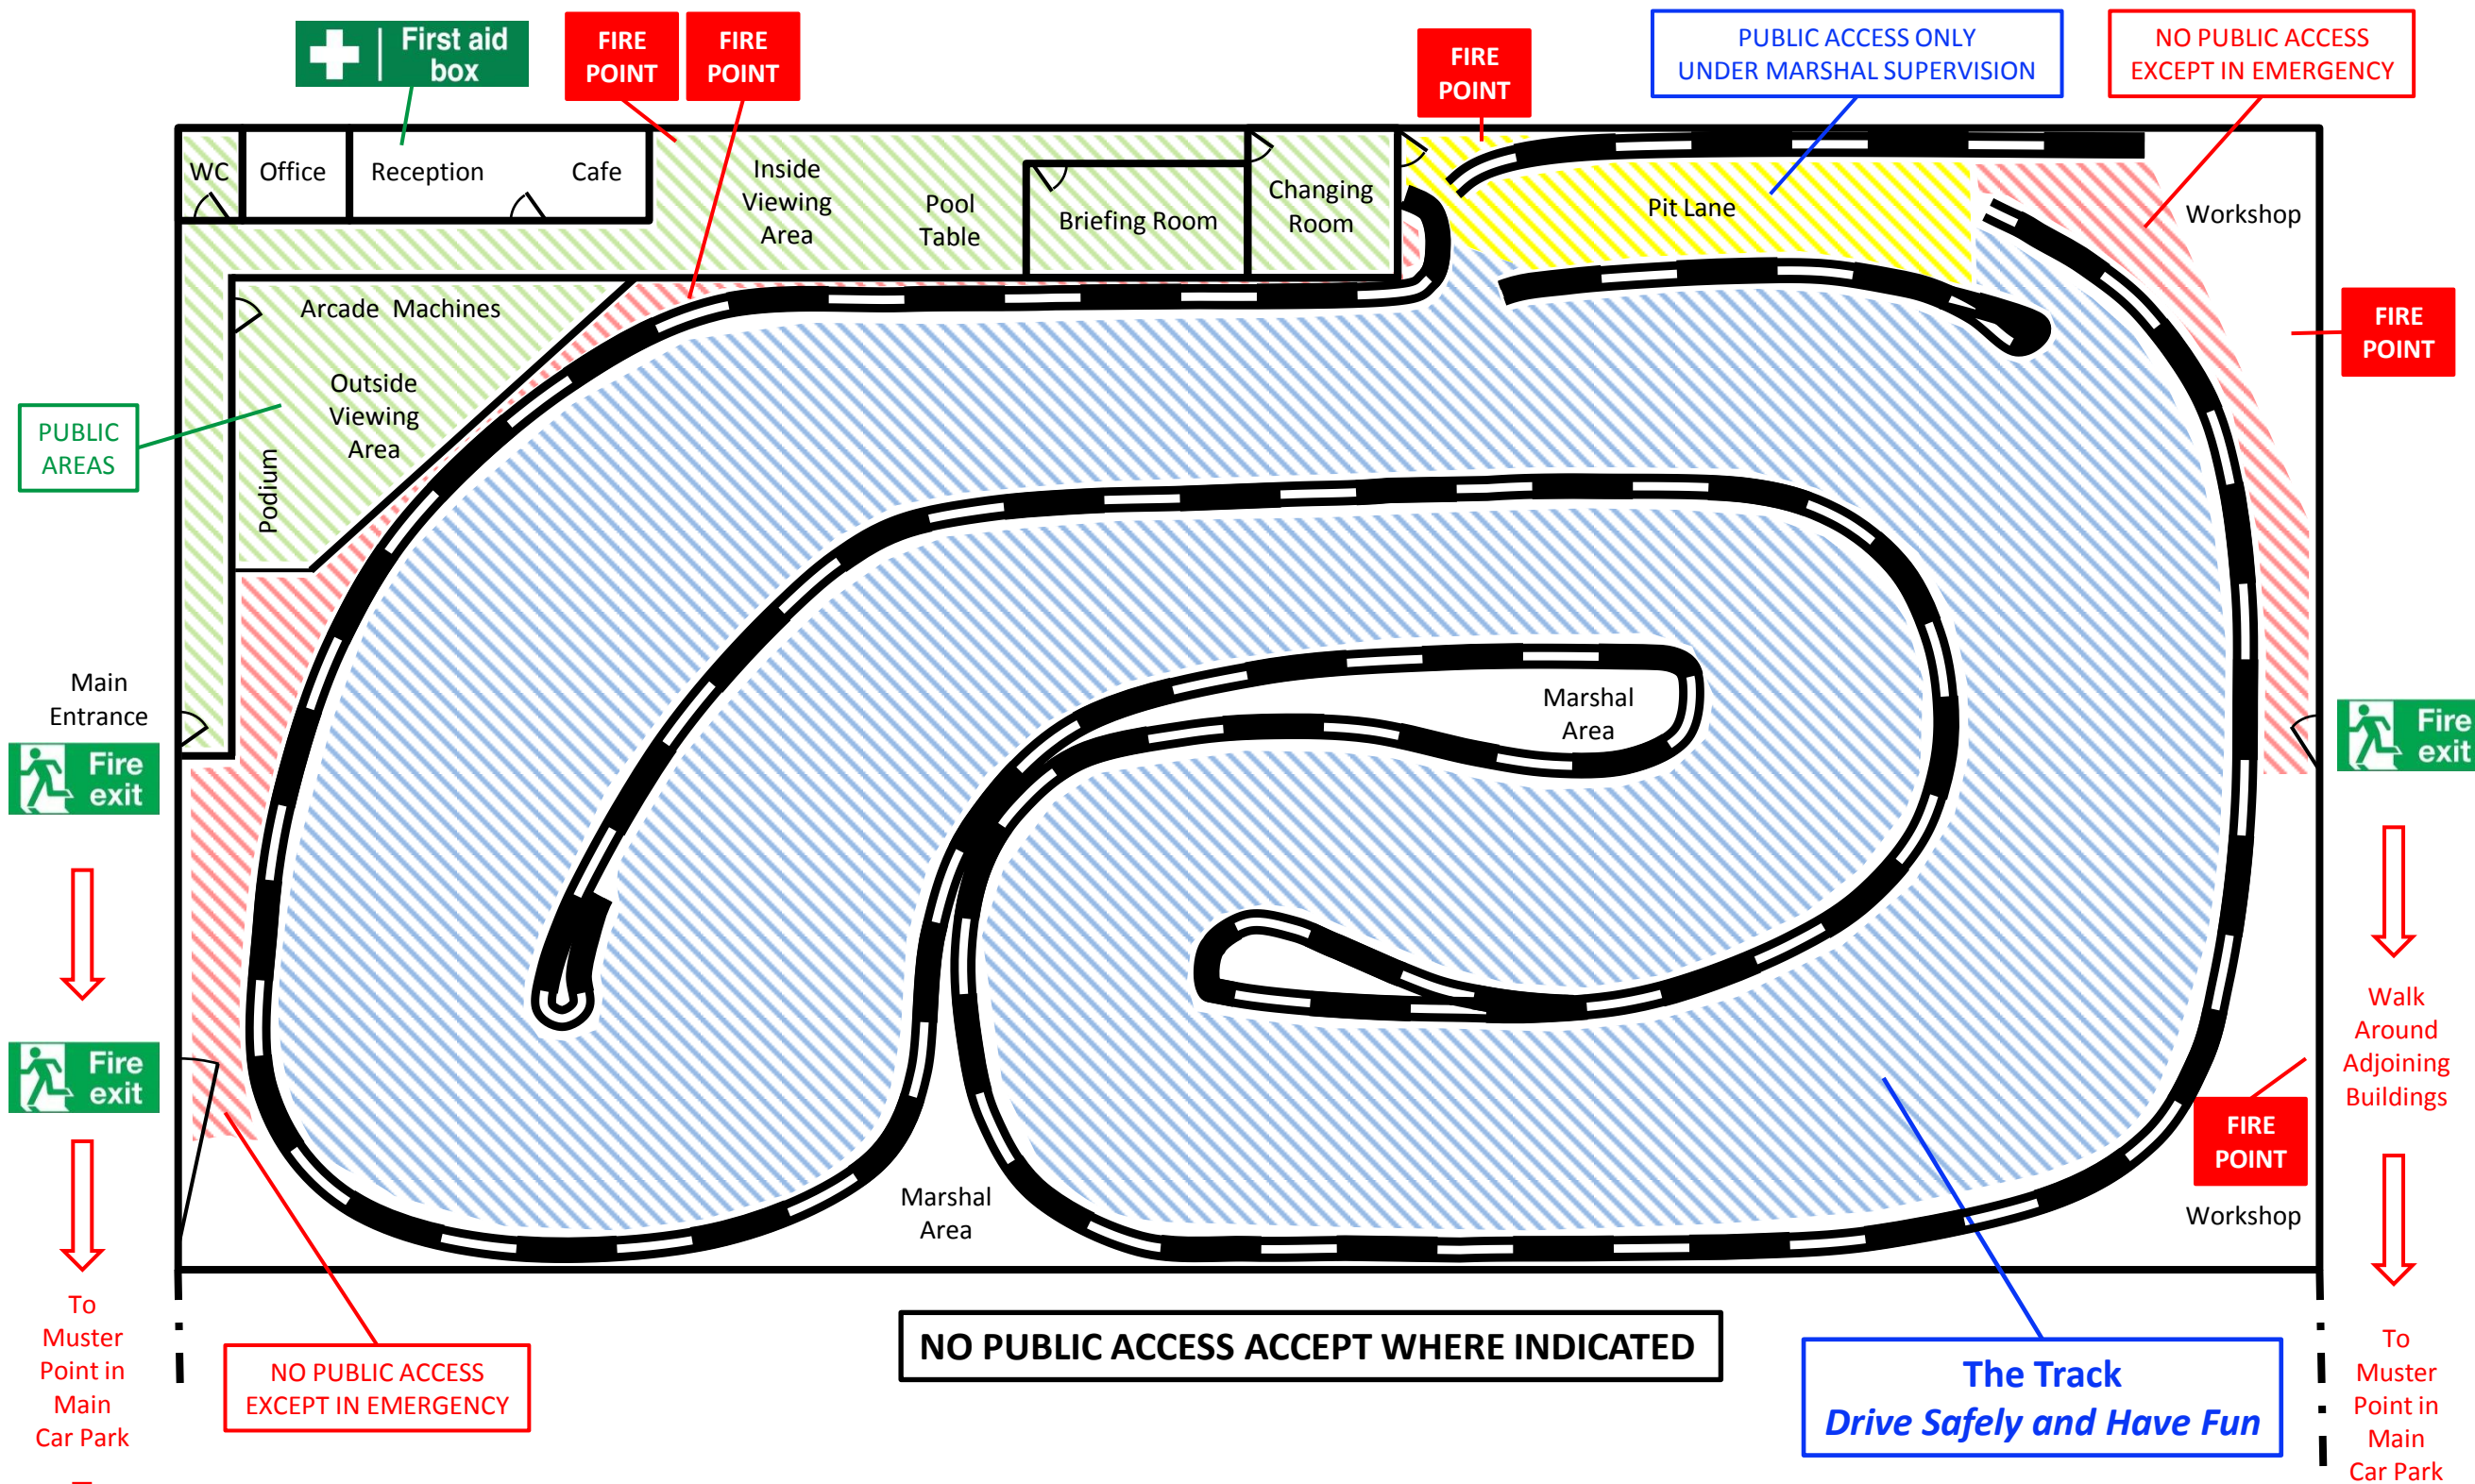 First aid
box
FIRE
POINT
FIRE
POINT
FIRE
POINT
PUBLIC ACCESS ONLY
UNDER MARSHAL SUPERVISION
NO PUBLIC ACCESS
EXCEPT IN EMERGENCY
WC
Office
Reception
Cafe
Inside
Viewing
Area
Pool
Table
Briefing Room
Changing
Room
Pit Lane
Workshop
Arcade Machines
Outside
Viewing
Area
Podium
FIRE
POINT
PUBLIC
AREAS
Main
Entrance
Fire
exit
Marshal
Area
Fire
exit
Fire
exit
Walk
Around
Adjoining
Buildings
FIRE
POINT
Marshal
Area
Workshop
To
Muster
Point in
Main
Car Park
NO PUBLIC ACCESS
EXCEPT IN EMERGENCY
NO PUBLIC ACCESS ACCEPT WHERE INDICATED
The Track
Drive Safely and Have Fun
To
Muster
Point in
Main
Car Park